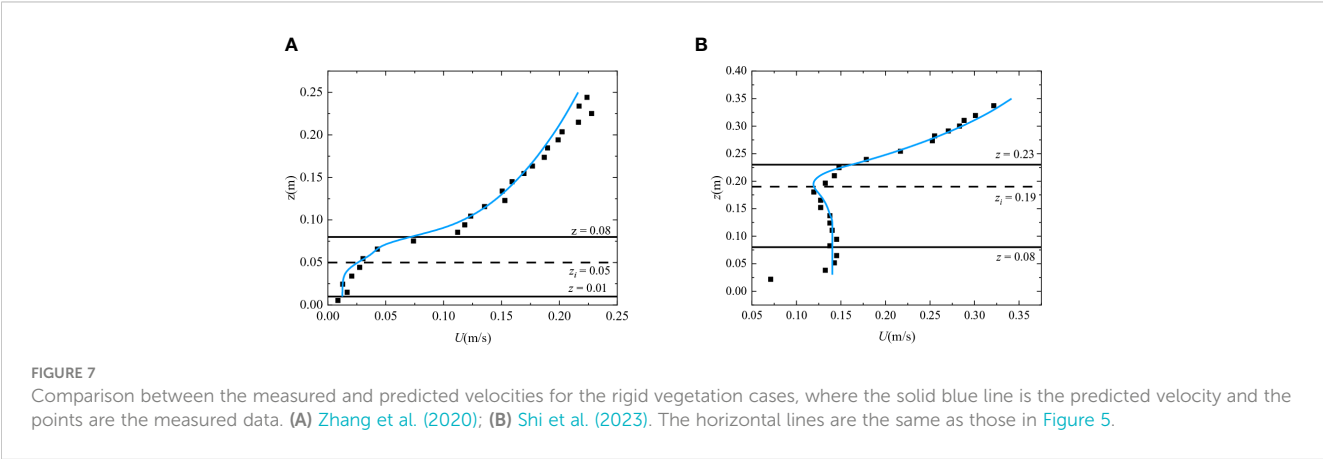 A
B
0.25
0.20
0.15
0.10
0.05
0.00
z(m)
z = 0.08
z_i = 0.05
z = 0.01
0.00 0.05 0.10 0.15 0.20 0.25
U(m/s)
0.40
0.35
0.30
0.25
0.20
0.15
0.10
0.05
0.00
z(m)
z = 0.23
z_i = 0.19
z = 0.08
0.05 0.10 0.15 0.20 0.25 0.30 0.35
U(m/s)
FIGURE 7
Comparison between the measured and predicted velocities for the rigid vegetation cases, where the solid blue line is the predicted velocity and the
points are the measured data. (A) Zhang et al. (2020); (B) Shi et al. (2023). The horizontal lines are the same as those in Figure 5.